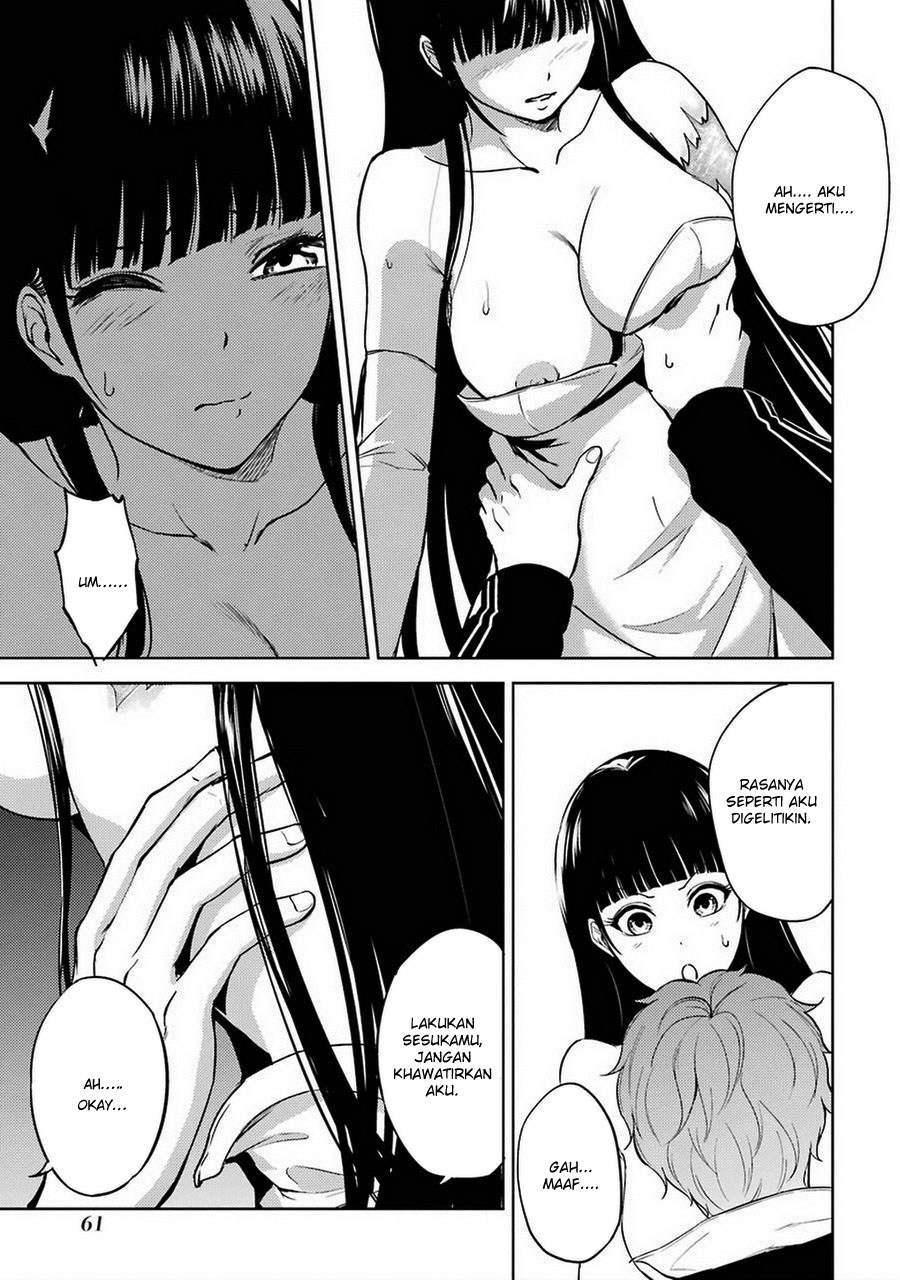 AH.... AKU
MENGERTI....
UM......
RASANYA
SEPERTI AKU
DIGELITIKIN.
GAH...
MAAF....
LAKUKAN
SESUKAMU,
JANGAN
KHAWATIRKAN
AKU.
AH.....
OKAY...
61